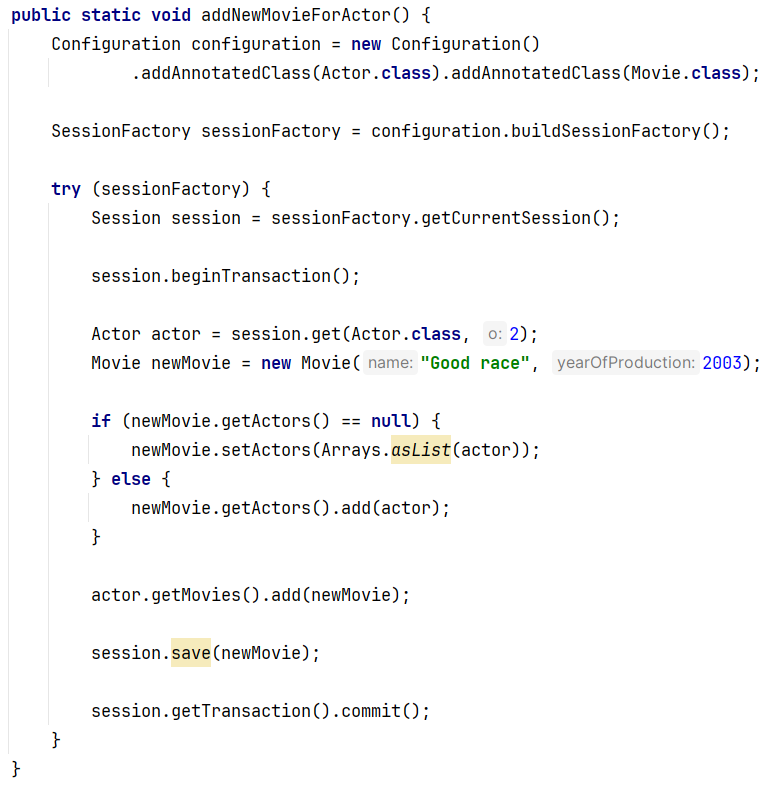 public static void addNewMovieForActor() {
    Configuration configuration = new Configuration()
            .addAnnotatedClass(Actor.class).addAnnotatedClass(Movie.class);

    SessionFactory sessionFactory = configuration.buildSessionFactory();

    try (sessionFactory) {
        Session session = sessionFactory.getCurrentSession();

        session.beginTransaction();

        Actor actor = session.get(Actor.class, o: 2);
        Movie newMovie = new Movie( name: "Good race", yearOfProduction: 2003);

        if (newMovie.getActors() == null) {
            newMovie.setActors(Arrays.asList(actor));
        } else {
            newMovie.getActors().add(actor);
        }

        actor.getMovies().add(newMovie);

        session.save(newMovie);

        session.getTransaction().commit();
    }
}